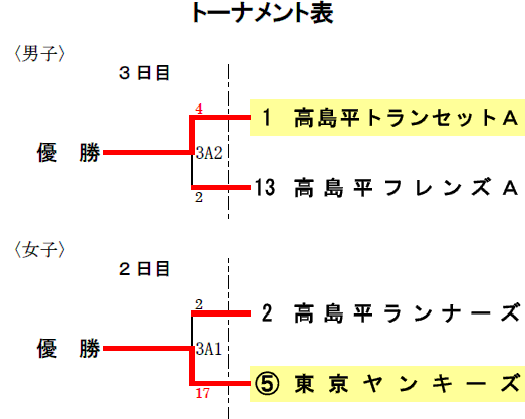 トーナメント表
〈男子〉
3日目
4
1 高島平トランセットA
優 勝
3A2
13 高島平フレンズA
2
〈女子〉
2日目
2
2 高島平ランナーズ
優 勝
3A1
⑤ 東京ヤンキーズ
17